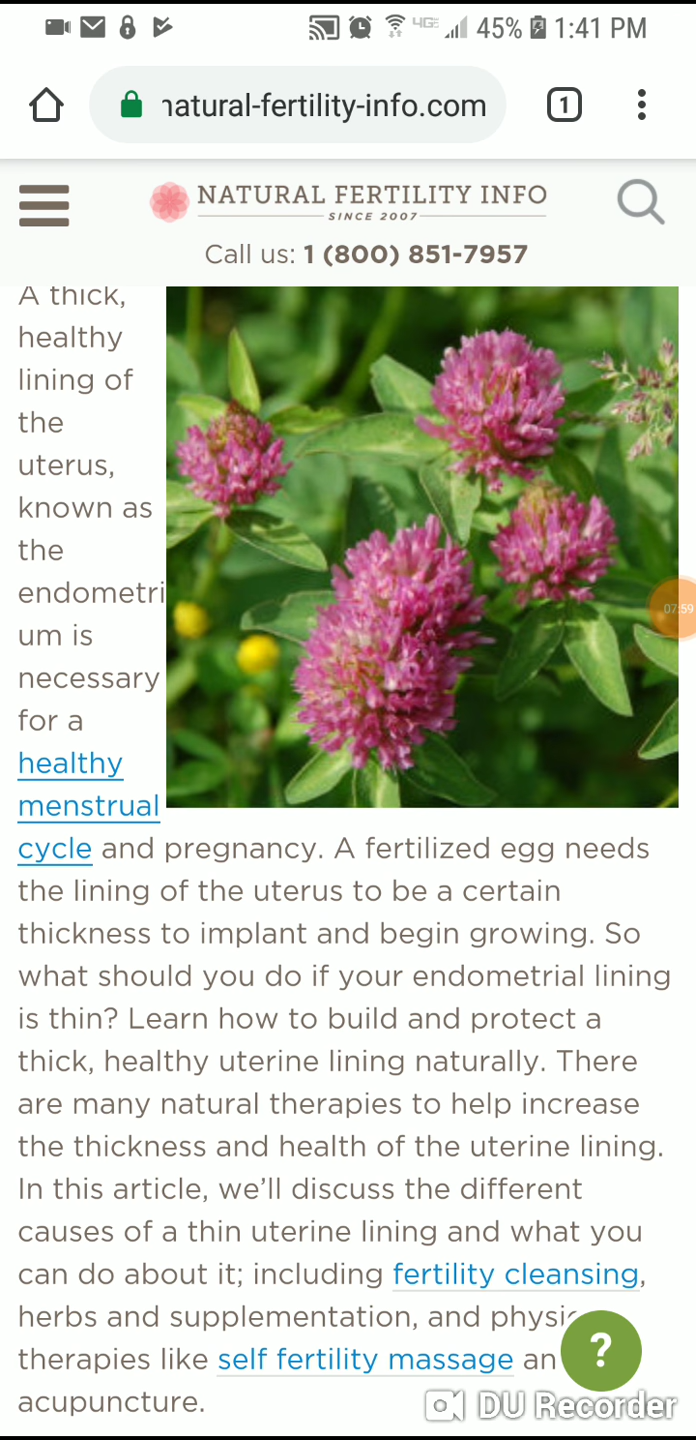 4G
45%
1:41 PM
natural-fertility-info.com
1
NATURAL FERTILITY INFO
SINCE 2007
Call us: 1 (800) 851-7957
A thick,
healthy
lining of
the
uterus,
known as
the
endometri
um is
necessary
for a
healthy
menstrual
cycle and pregnancy. A fertilized egg needs
the lining of the uterus to be a certain
thickness to implant and begin growing. So
what should you do if your endometrial lining
is thin? Learn how to build and protect a
thick, healthy uterine lining naturally. There
are many natural therapies to help increase
the thickness and health of the uterine lining.
In this article, we’ll discuss the different
causes of a thin uterine lining and what you
can do about it; including fertility cleansing,
herbs and supplementation, and physic
therapies like self fertility massage an
acupuncture.
07:59
?
DU Recorder